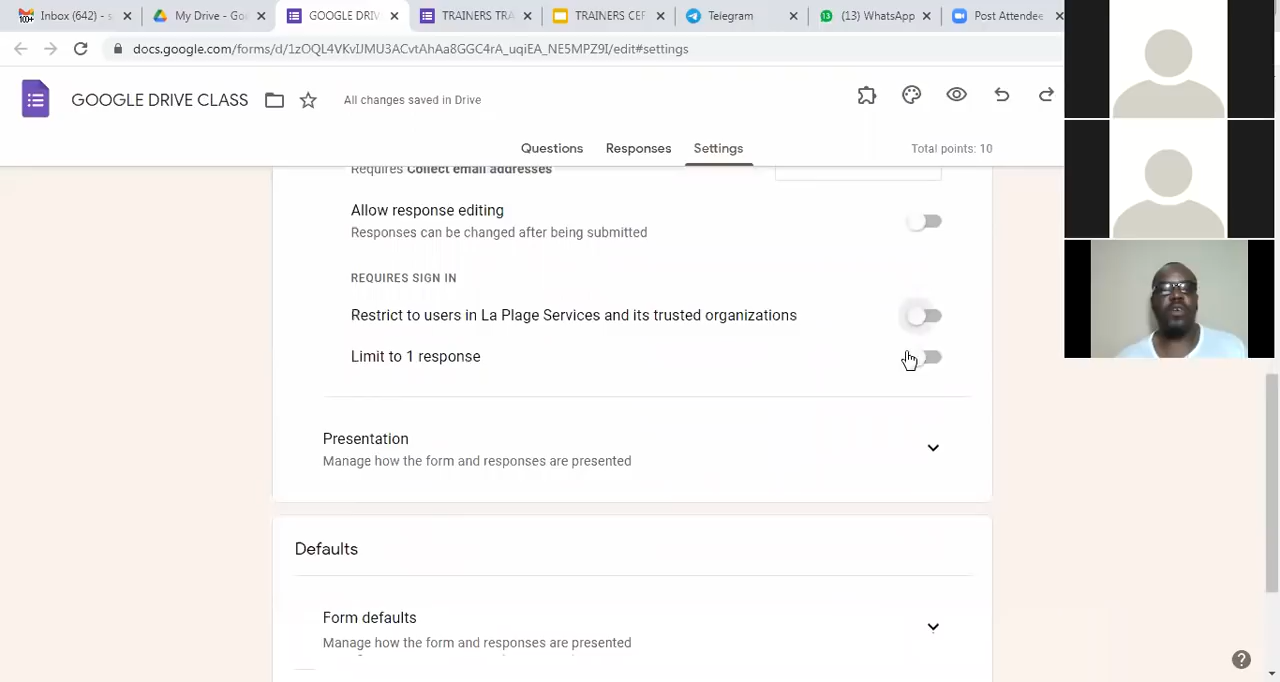 Inbox (642) - s
My Drive - Go
GOOGLE DRIV
TRAINERS TRA
TRAINERS CER
Telegram
(13) WhatsApp
Post Attendee
docs.google.com/forms/d/1zOQL4VKvIJMU3ACvtAhAa8GGC4rA_uqiEA_NE5MPZ9I/edit#settings
GOOGLE DRIVE CLASS
All changes saved in Drive
Questions
Responses
Settings
Total points: 10
Requires Collect email addresses
Allow response editing
Responses can be changed after being submitted
REQUIRES SIGN IN
Restrict to users in La Plage Services and its trusted organizations
Limit to 1 response
Presentation
Manage how the form and responses are presented
Defaults
Form defaults
Manage how the form and responses are presented